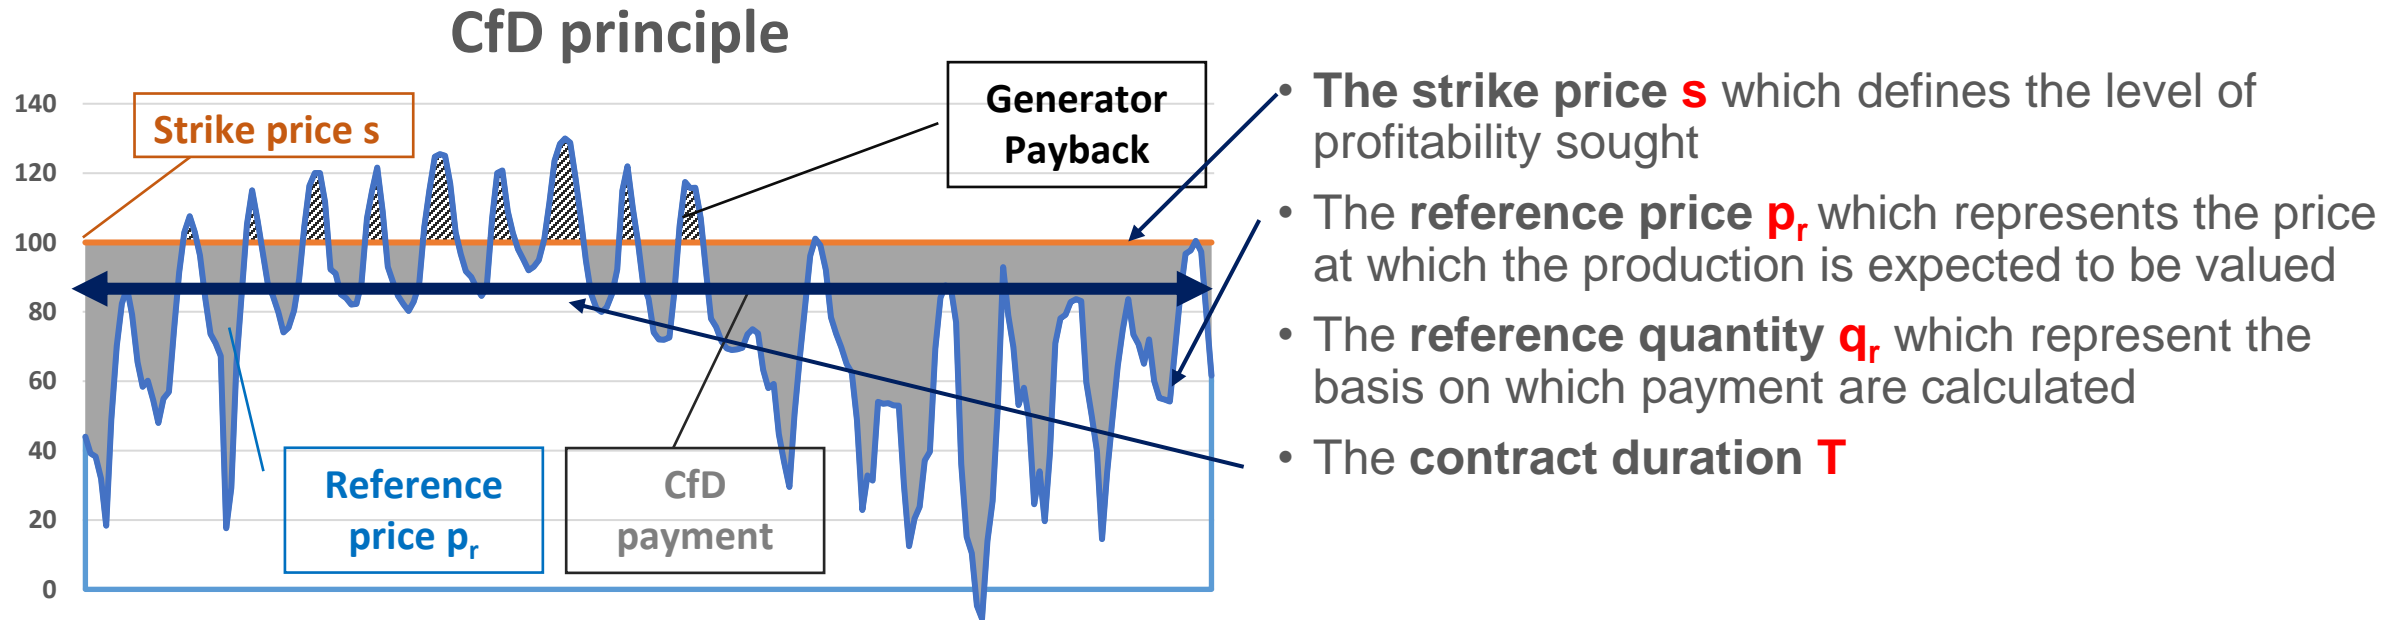 CfD principle
140
120
100
80
60
40
20
0
Strike price s
Generator
Payback
Reference
price pr
CfD
payment
• The strike price s which defines the level of
profitability sought
• The reference price pr which represents the price
at which the production is expected to be valued
• The reference quantity qr which represent the
basis on which payment are calculated
• The contract duration T